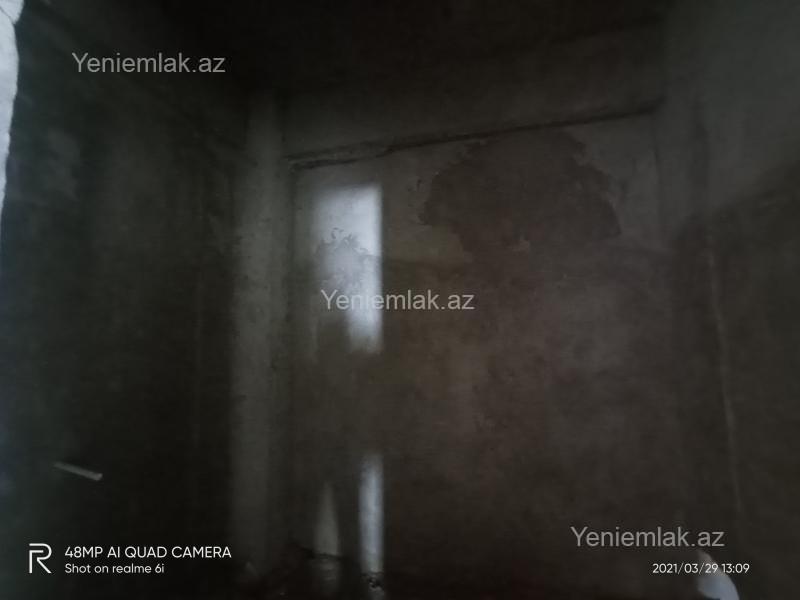 Yeniemlak.az
Yeniemlak.az
Yeniemlak.az
48MP AI QUAD CAMERA
Shot on realme 6i
2021/03/29 13:09